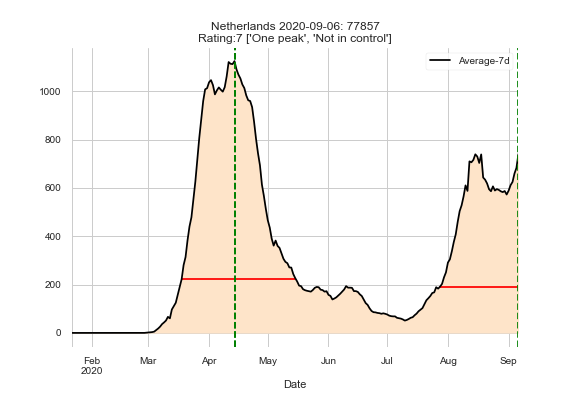 Netherlands 2020-09-06: 77857
Rating:7 ['One peak', 'Not in control']
Average-7d
1000
800
600
400
200
0
Feb Mar Apr May Jun Jul Aug Sep
2020
Date